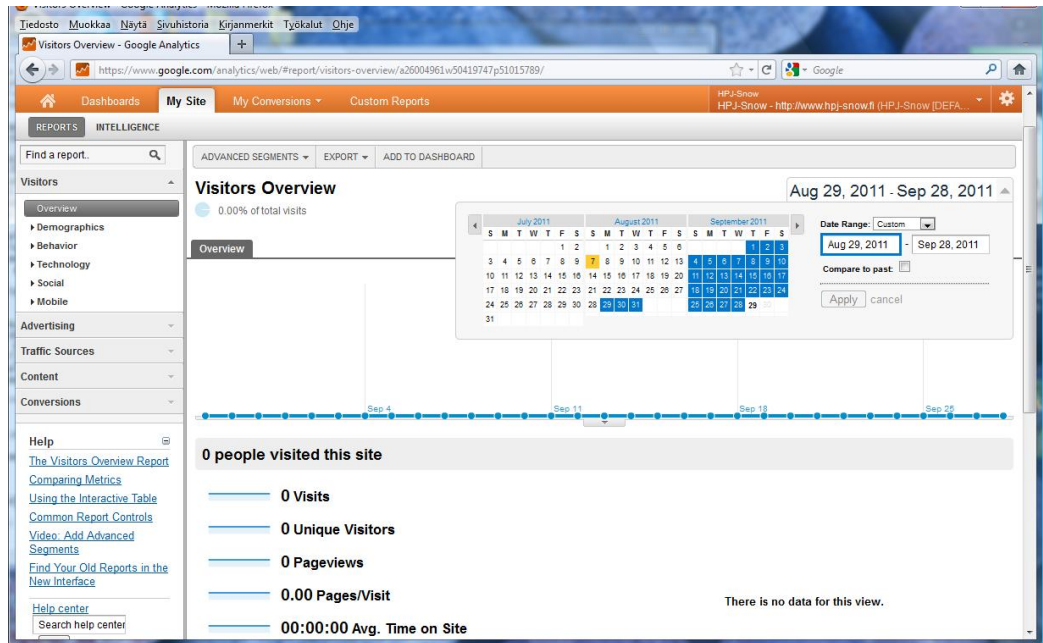 Visitors Overview - Google Analytics - Mozilla Firefox
Tiedosto Muokkaa Näytä Sivuhistoria Kirjanmerkit Työkalut Ohje
Visitors Overview - Google Analytics +
https://www.google.com/analytics/web/#report/visitors-overview/a26004961w50419747p51015789/ Google
HPJ-Snow
Dashboards My Site My Conversions Custom Reports HPJ-Snow - http://www.hpj-snow.fi (HPJ-Snow [DEFA...
REPORTS INTELLIGENCE
Find a report..
Visitors
Overview
Demographics
Behavior
Technology
Social
Mobile
Advertising
Traffic Sources
Content
Conversions
Help
The Visitors Overview Report
Comparing Metrics
Using the Interactive Table
Common Report Controls
Video: Add Advanced
Segments
Find Your Old Reports in the
New Interface
Help center
Search help center
ADVANCED SEGMENTS EXPORT ADD TO DASHBOARD
Visitors Overview
Aug 29, 2011 - Sep 28, 2011
0.00% of total visits
Overview
July 2011
S M T W T F S
1 2
3 4 5 6 7 8 9
10 11 12 13 14 15 16
17 18 19 20 21 22 23
24 25 26 27 28 29 30
31
August 2011
S M T W T F S
1 2 3 4 5 6
7 8 9 10 11 12 13
14 15 16 17 18 19 20
21 22 23 24 25 26 27
28 29 30 31
September 2011
S M T W T F S
1 2 3
4 5 6 7 8 9 10
11 12 13 14 15 16 17
18 19 20 21 22 23 24
25 26 27 28 29 30
Date Range: Custom
Aug 29, 2011 - Sep 28, 2011
Compare to past:
Apply cancel
Sep 4 Sep 11 Sep 18 Sep 25
0 people visited this site
0 Visits
0 Unique Visitors
0 Pageviews
0.00 Pages/Visit
There is no data for this view.
00:00:00 Avg. Time on Site